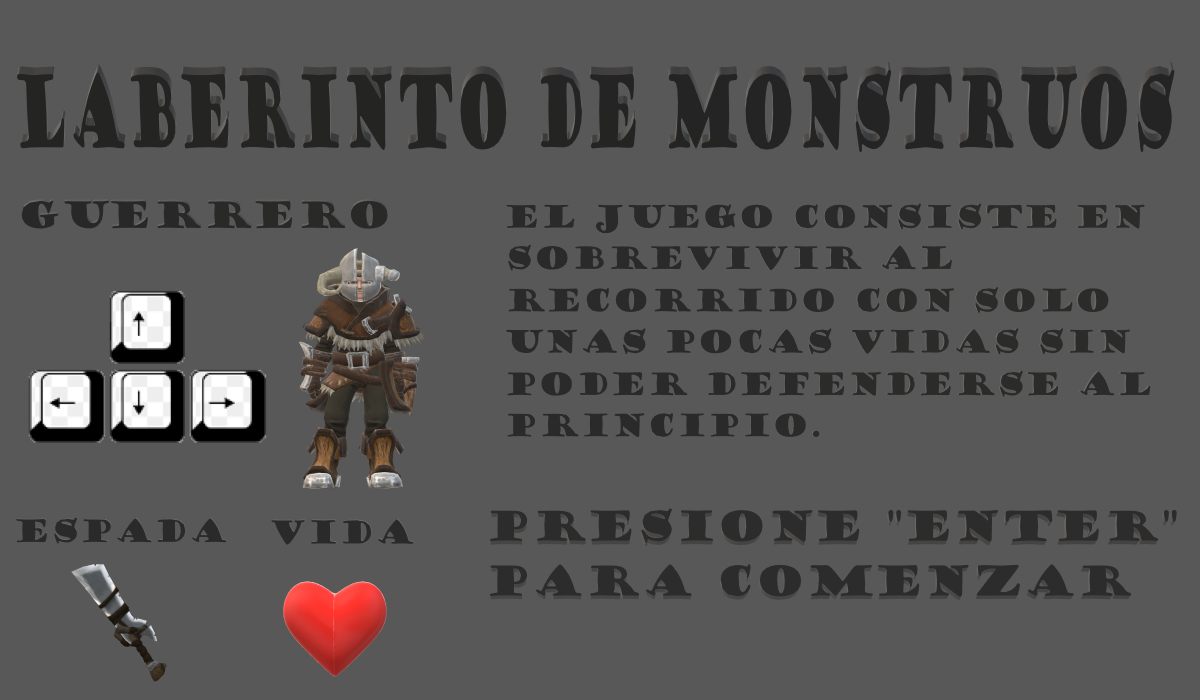 LABERINTO DE MONSTRUOS
GUERRERO
EL JUEGO CONSISTE EN
SOBREVIVIR AL
RECORRIDO CON SOLO
UNAS POCAS VIDAS SIN
PODER DEFENDERSE AL
PRINCIPIO.
↑
← ↓ →
ESPADA VIDA
PRESIONE "ENTER"
PARA COMENZAR